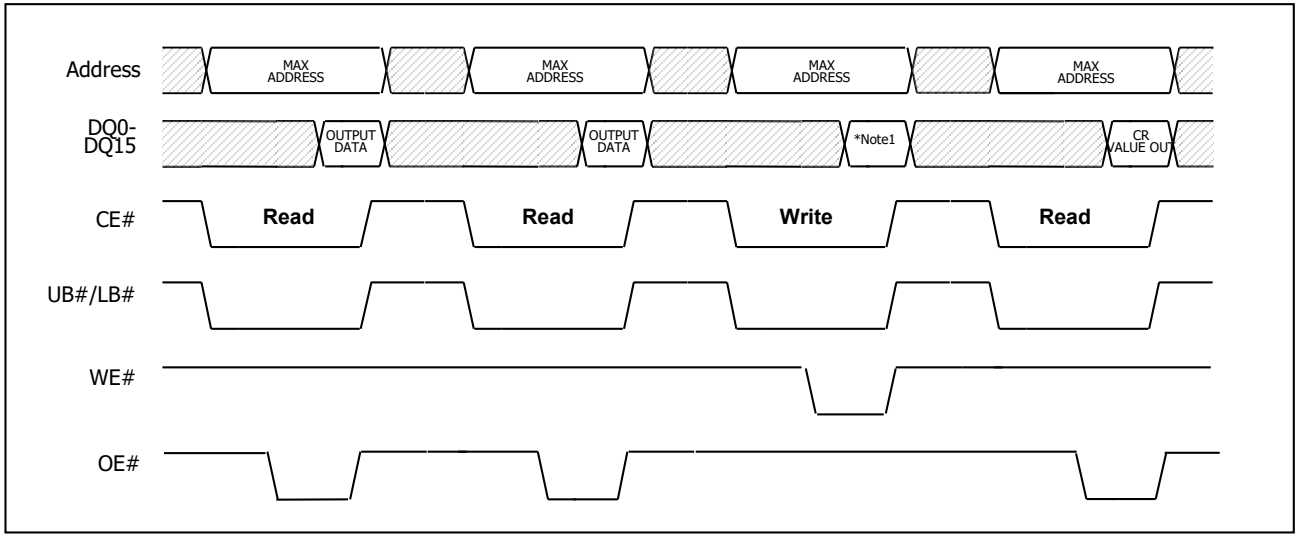 Address
MAX
ADDRESS
MAX
ADDRESS
MAX
ADDRESS
MAX
ADDRESS
DQ0-
DQ15
OUTPUT
DATA
OUTPUT
DATA
*Note1
CR
VALUE OUT
CE#
Read
Read
Write
Read
UB#/LB#
WE#
OE#